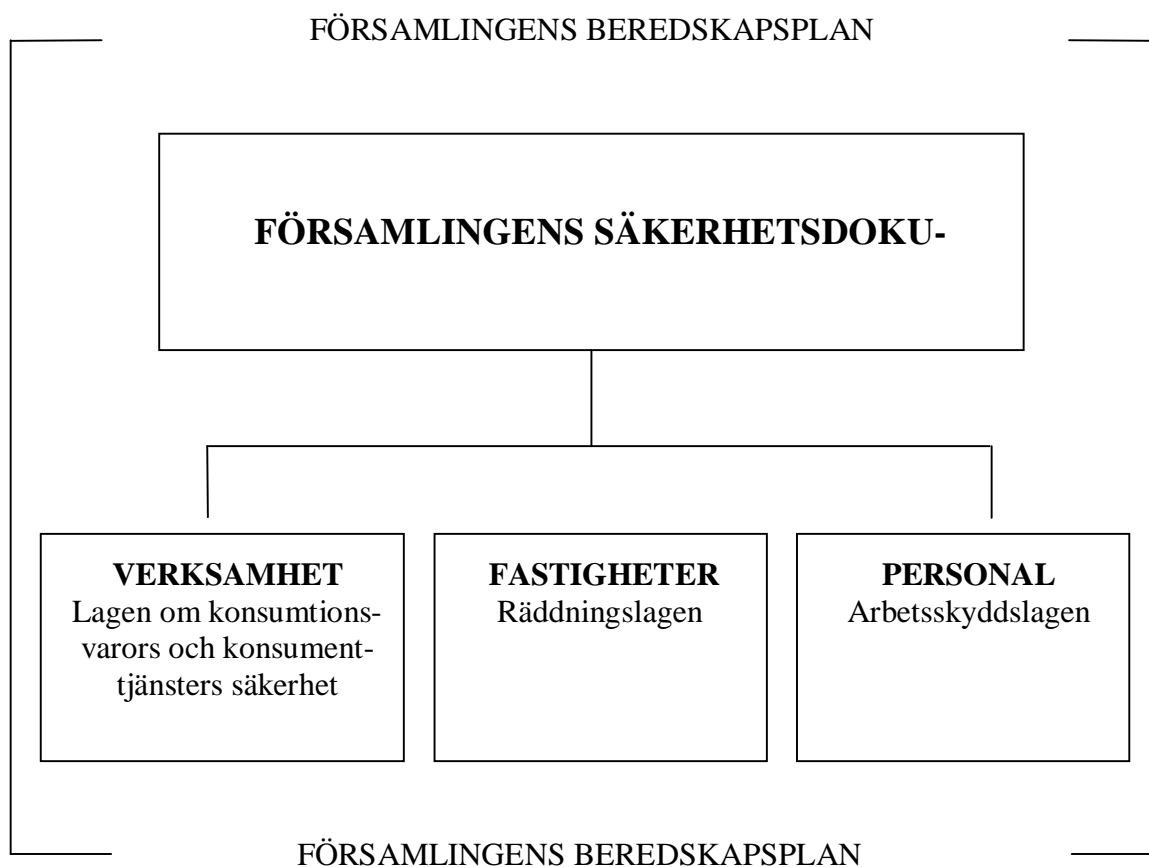 FÖRSAMLINGENS BEREDSKAPSPLAN
FÖRSAMLINGENS SÄKERHETSDOKU-
VERKSAMHET
Lagen om konsumtions-
varors och konsument-
tjänsters säkerhet
FASTIGHETER
Räddningslagen
PERSONAL
Arbetsskyddslagen
FÖRSAMLINGENS BEREDSKAPSPLAN